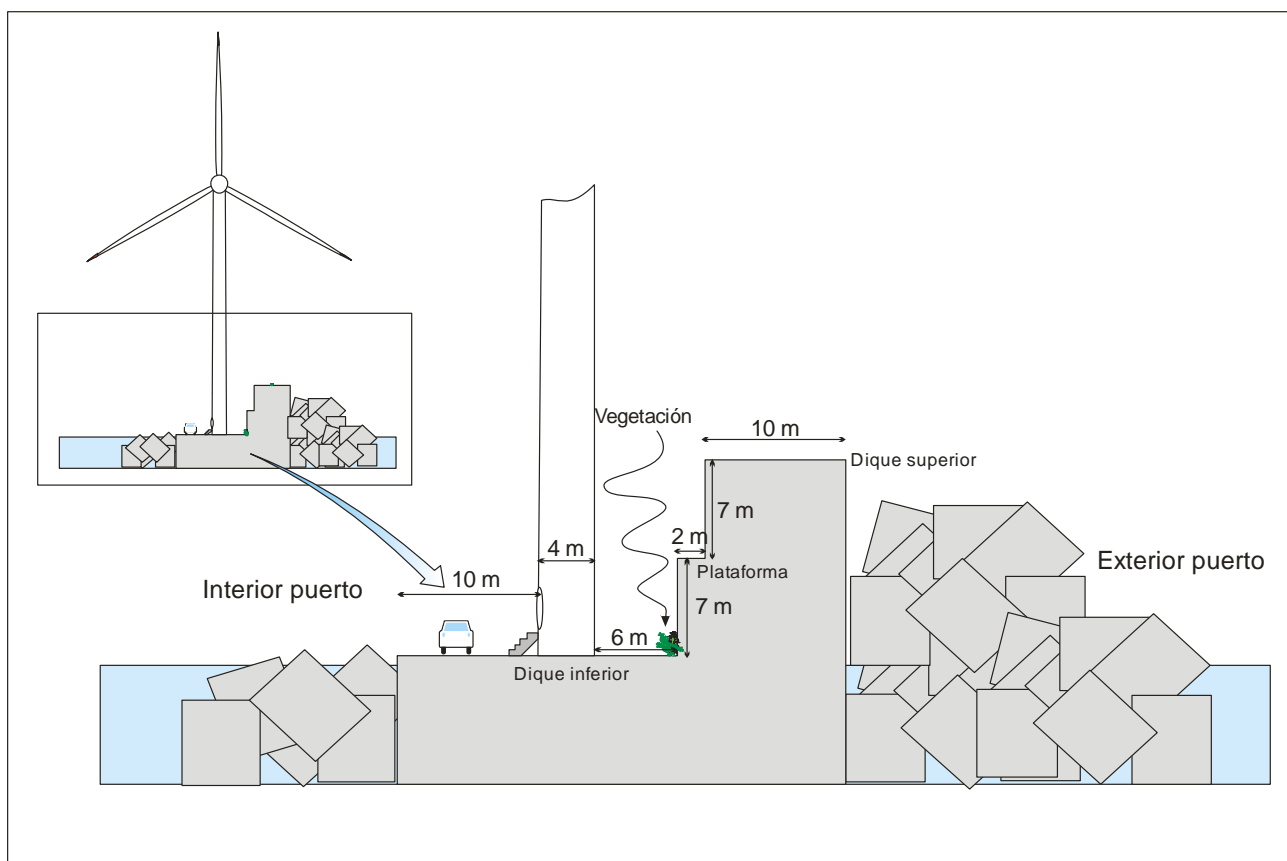 Vegetación
10 m
Dique superior
7 m
2 m
4 m
Plataforma
Exterior puerto
Interior puerto
10 m
7 m
6 m
Dique inferior